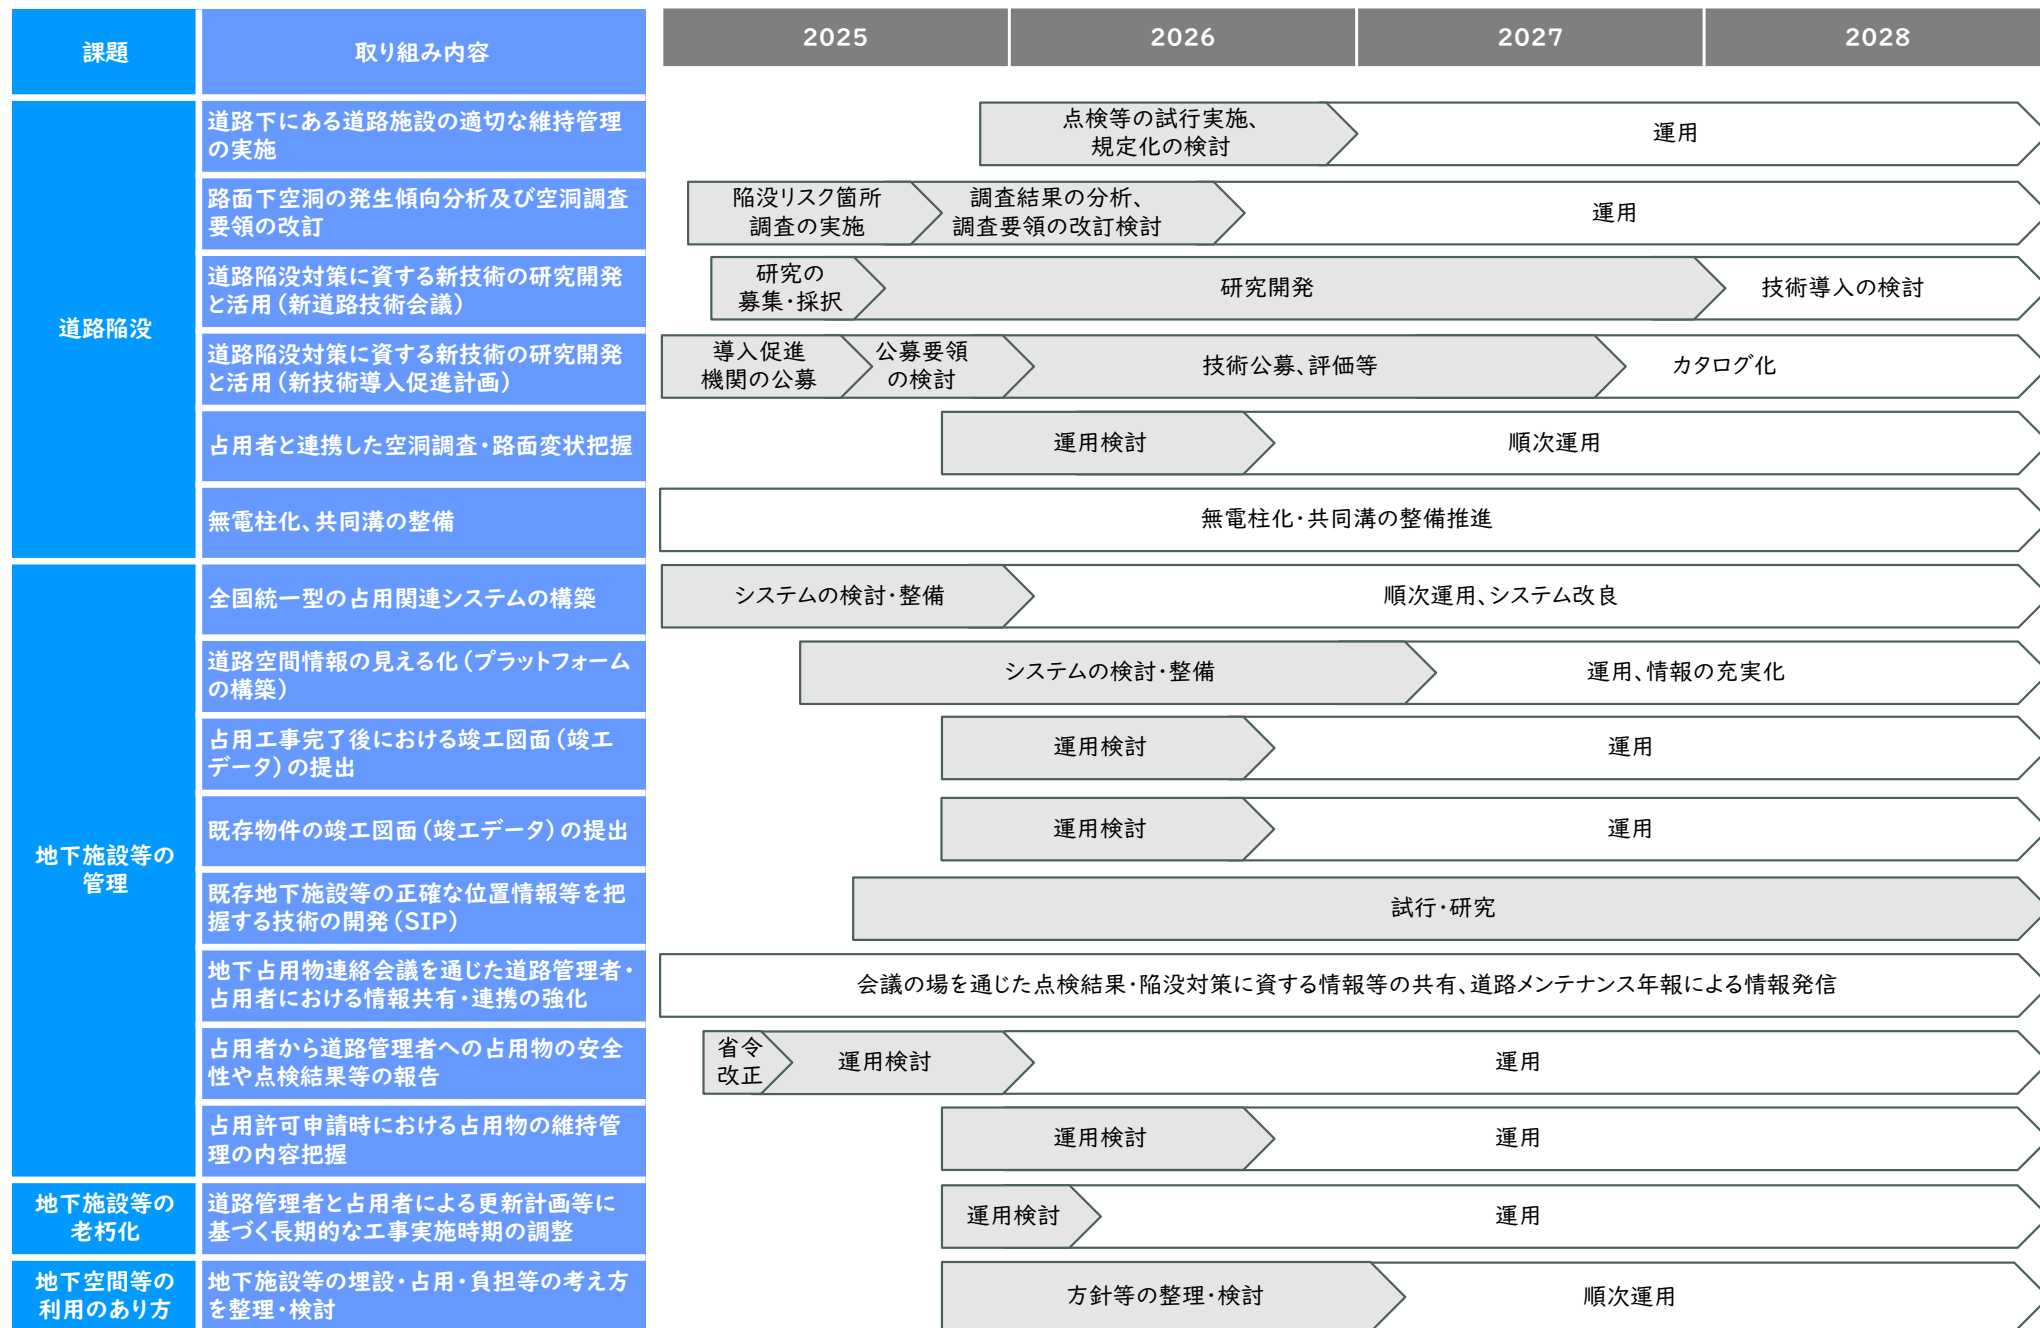 課題
取り組み内容
2025
2026
2027
2028
道路陥没
道路下にある道路施設の適切な維持管理
の実施
点検等の試行実施、
規定化の検討
運用
路面下空洞の発生傾向分析及び空洞調査
要領の改訂
陥没リスク箇所
調査の実施
調査結果の分析、
調査要領の改訂検討
運用
道路陥没対策に資する新技術の研究開発
と活用(新道路技術会議)
研究の
募集・採択
研究開発
技術導入の検討
道路陥没対策に資する新技術の研究開発
と活用(新技術導入促進計画)
導入促進
機関の公募
公募要領
の検討
技術公募、評価等
カタログ化
占用者と連携した空洞調査・路面変状把握
運用検討
順次運用
無電柱化、共同溝の整備
無電柱化・共同溝の整備推進
地下施設等の
管理
全国統一型の占用関連システムの構築
システムの検討・整備
順次運用、システム改良
道路空間情報の見える化(プラットフォーム
の構築)
システムの検討・整備
運用、情報の充実化
占用工事完了後における竣工図面(竣工
データ)の提出
運用検討
運用
既存物件の竣工図面(竣工データ)の提出
運用検討
運用
既存地下施設等の正確な位置情報等を把
握する技術の開発(SIP)
試行・研究
地下占用物連絡会議を通じた道路管理者・
占用者における情報共有・連携の強化
会議の場を通じた点検結果・陥没対策に資する情報等の共有、道路メンテナンス年報による情報発信
占用者から道路管理者への占用物の安全
性や点検結果等の報告
省令
改正
運用検討
運用
占用許可申請時における占用物の維持管
理の内容把握
運用検討
運用
地下施設等の
老朽化
道路管理者と占用者による更新計画等に
基づく長期的な工事実施時期の調整
運用検討
運用
地下空間等の
利用のあり方
地下施設等の埋設・占用・負担等の考え方
を整理・検討
方針等の整理・検討
順次運用